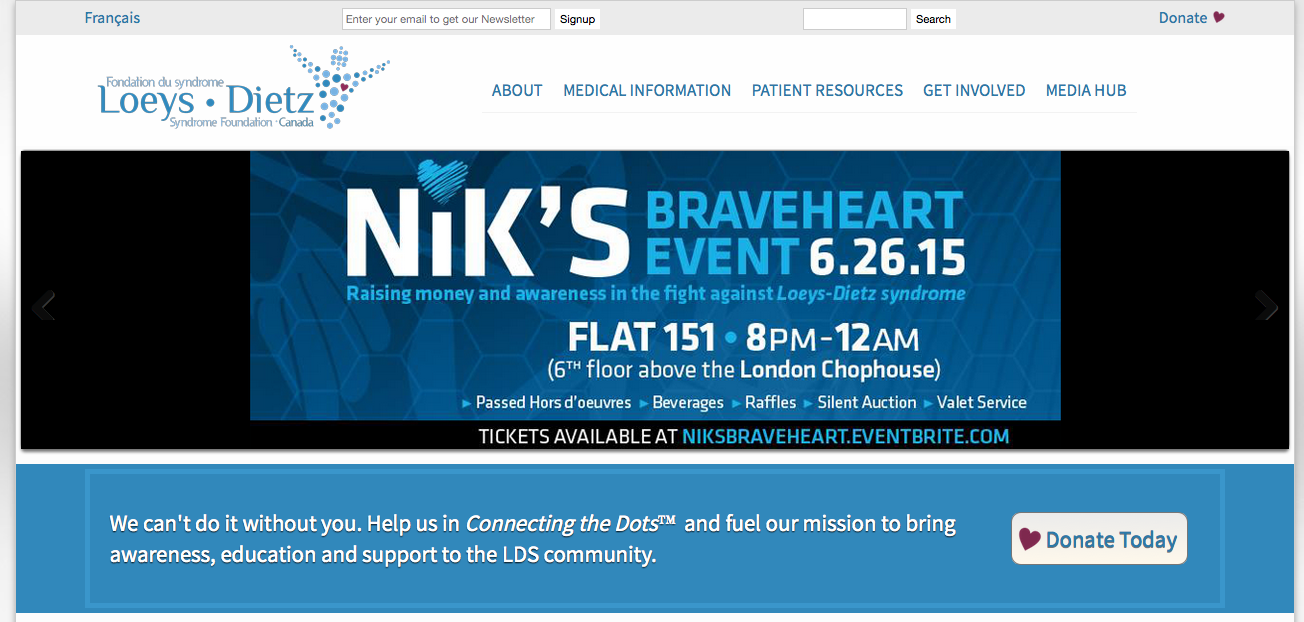 Français
Enter your email to get our Newsletter Signup Search
Donate
Fondation du syndrome
Loeys • Dietz
Syndrome Foundation · Canada
ABOUT MEDICAL INFORMATION PATIENT RESOURCES GET INVOLVED MEDIA HUB
NiK'S BRAVEHEART
EVENT 6.26.15
Raising money and awareness in the fight against Loeys-Dietz syndrome
FLAT 151 • 8PM-12AM
(6TH floor above the London Chophouse)
► Passed Hors d'oeuvres ► Beverages ► Raffles ► Silent Auction ► Valet Service
TICKETS AVAILABLE AT NIKSBRAVEHEART.EVENTBRITE.COM
We can't do it without you. Help us in Connecting the Dots™ and fuel our mission to bring
awareness, education and support to the LDS community.
Donate Today